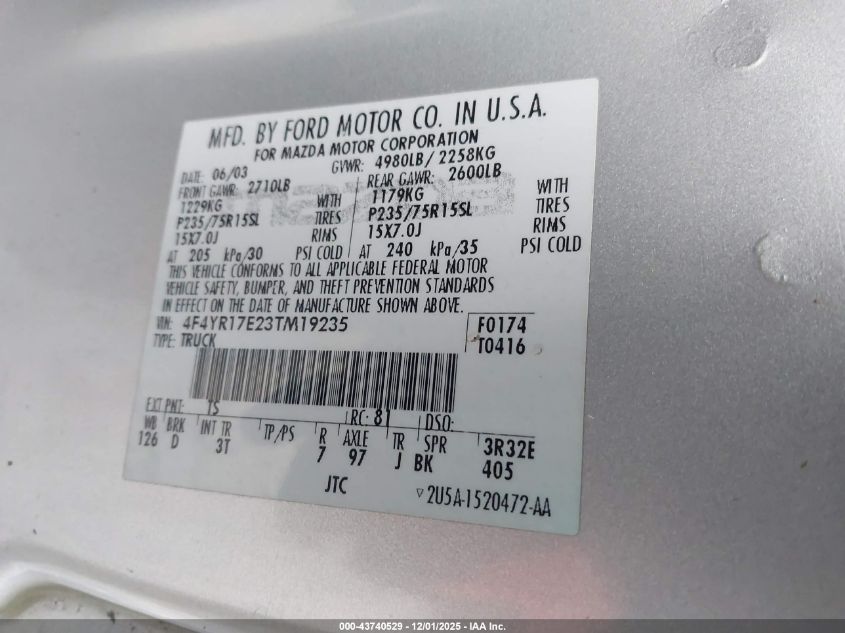 MFD. BY FORD MOTOR CO. IN U.S.A.
FOR MAZDA MOTOR CORPORATION
DATE: 06/03 GVWR: 4980LB/ 2258KG
FRONT GAWR: 2710LB REAR GAWR: 2600LB
1229KG WITH 1179KG WITH
P235/75R15SL TIRES P235/75R15SL TIRES
15X7.0J RIMS 15X7.0J RIMS
AT 205 kPa/30 PSI COLD AT 240 kPa/35 PSI COLD
THIS VEHICLE CONFORMS TO ALL APPLICABLE FEDERAL MOTOR
VEHICLE SAFETY, BUMPER, AND THEFT PREVENTION STANDARDS
IN EFFECT ON THE DATE OF MANUFACTURE SHOWN ABOVE.
VIN: 4F4YR17E23TM19235 F0174
TYPE: TRUCK T0416
EXT PNT: TS RC: 81 DSO:
WB BRK INT TR TP/PS R AXLE TR SPR 3R32E
126 D 3T 7 97 J BK 405
JTC 2U5A-1520472-AA
000-43740529 - 12/01/2025 - IAA Inc.